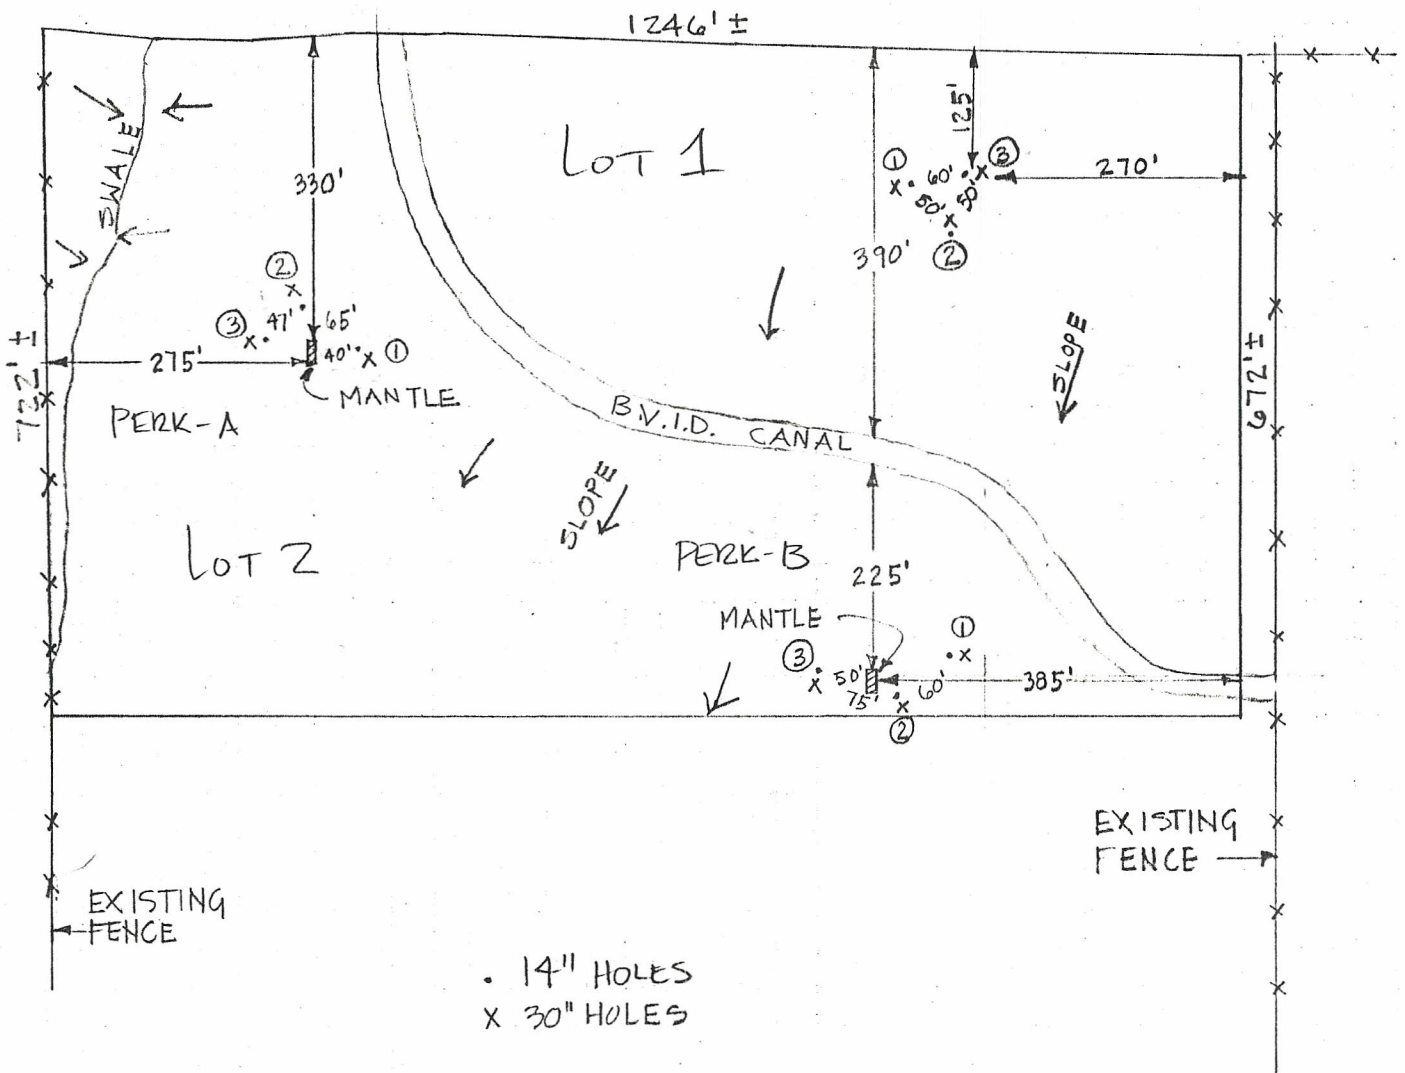 1246' ±
LOT 1
125'
①
60'
③
270'
50'
50'
②
SWALE
330'
390'
②
③
47'
65'
275'
40'
①
MANTLE
722' ±
PERK-A
SLOPE
672' ±
B.V.I.D. CANAL
SLOPE
LOT 2
PERK-B
225'
MANTLE
①
③
50'
75'
60'
385'
②
EXISTING
FENCE
EXISTING
FENCE
. 14" HOLES
X 30" HOLES